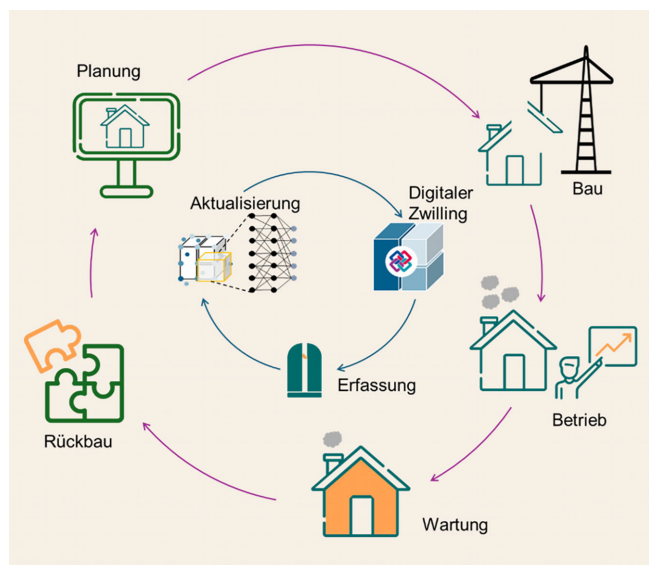 Planung
Bau
Aktualisierung
Digitaler
Zwilling
Erfassung
Betrieb
Rückbau
Wartung